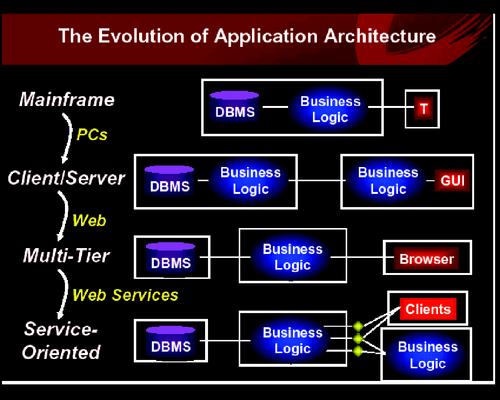 The Evolution of Application Architecture
Mainframe
DBMS
Business
Logic
T
PCs
Client/Server
DBMS
Business
Logic
Business
Logic
GUI
Web
Multi-Tier
DBMS
Business
Logic
Browser
Web Services
Service-
Oriented
DBMS
Business
Logic
Clients
Business
Logic